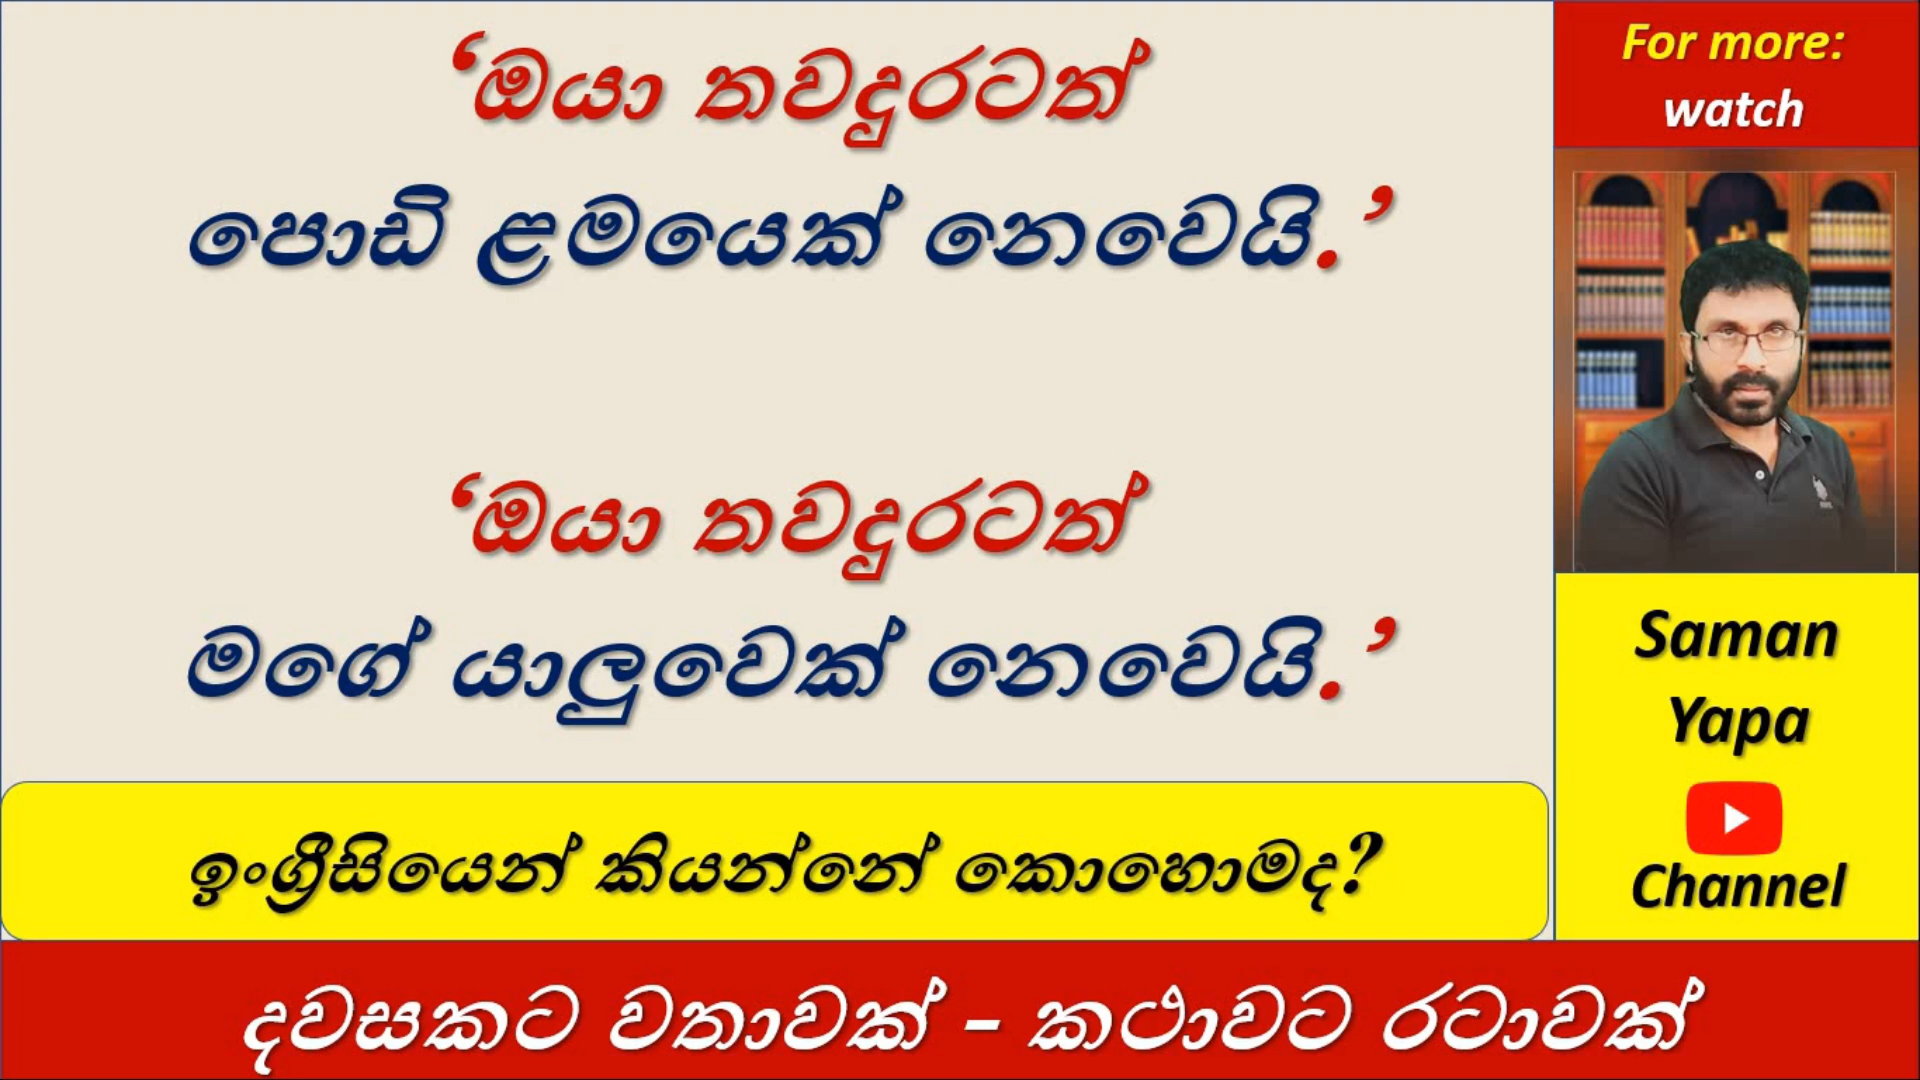 ‘ඔයා තවදුරටත්
පොඩි ළමයෙක් නෙවෙයි.’
‘ඔයා තවදුරටත්
මගේ යාලුවෙක් නෙවෙයි.’
ඉංග්‍රීසියෙන් කියන්නේ කොහොමද?
දවසකට වතාවක් - කථාවට රටාවක්
For more:
watch
Saman
Yapa
Channel